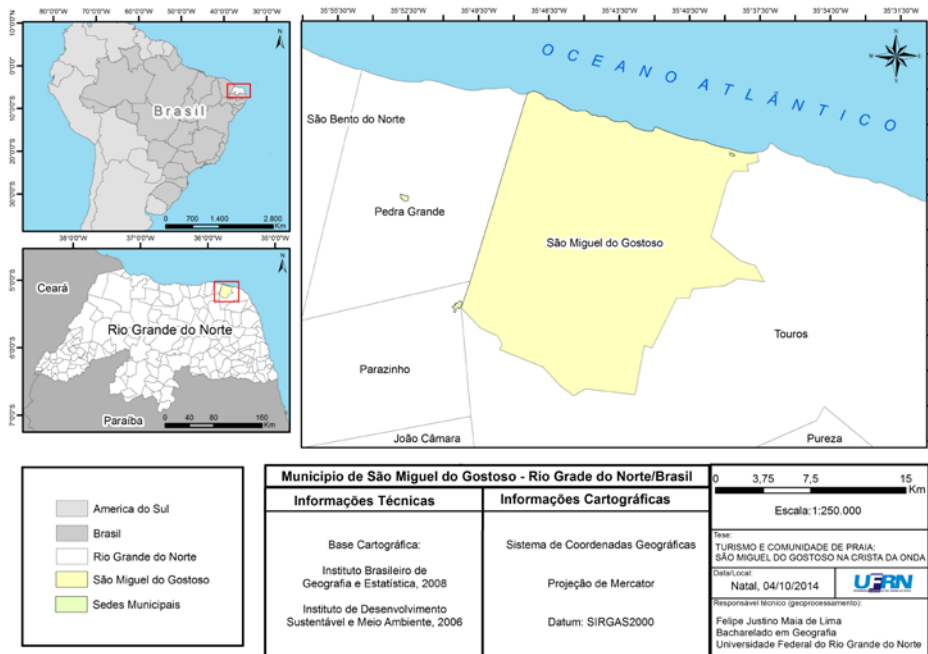 80°0'0"W 70°0'0"W 60°0'0"W 50°0'0"W 40°0'0"W 30°0'0"W
10°0'0"N
0°0'0"
10°0'0"S
20°0'0"S
30°0'0"S
N
Brasil
0 700 1.400 2.800
Km
38°0'0"W 37°0'0"W 36°0'0"W 35°0'0"W
5°0'0"S
6°0'0"S
7°0'0"S
N
Ceará
Rio Grande do Norte
Paraíba
0 40 80 160
Km
35°55'30"W 35°52'30"W 35°49'30"W 35°46'30"W 35°43'30"W 35°40'30"W 35°37'30"W 35°34'30"W 35°31'30"W
OCEANO ATLÂNTICO
N
W E
S
São Bento do Norte
Pedra Grande
São Miguel do Gostoso
Touros
Parazinho
João Câmara
Pureza
America do Sul
Brasil
Rio Grande do Norte
São Miguel do Gostoso
Sedes Municipais
Municipio de São Miguel do Gostoso - Rio Grade do Norte/Brasil
Informações Técnicas
Base Cartográfica:
Instituto Brasileiro de
Geografia e Estatística, 2008
Instituto de Desenvolvimento
Sustentável e Meio Ambiente, 2006
Informações Cartográficas
Sistema de Coordenadas Geográficas
Projeção de Mercator
Datum: SIRGAS2000
0 3,75 7,5 15
Km
Escala: 1:250.000
Tese:
TURISMO E COMUNIDADE DE PRAIA:
SÃO MIGUEL DO GOSTOSO NA CRISTA DA ONDA
Data/Local:
Natal, 04/10/2014
UFRN
Responsável técnico (geoprocessamento):
Felipe Justino Maia de Lima
Bacharelado em Geografia
Universidade Federal do Rio Grande do Norte